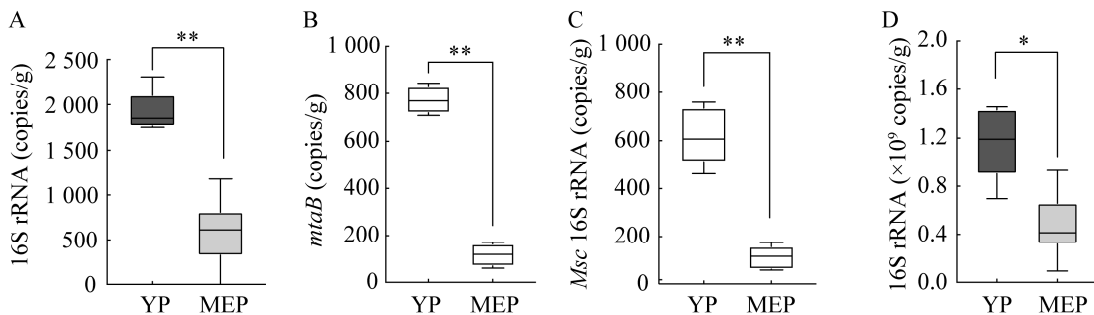 A
16S rRNA (copies/g)
2 500
2 000
1 500
1 000
500
0
**
YP MEP
B
mtaB (copies/g)
1 000
800
600
400
200
0
**
YP MEP
C
Msc 16S rRNA (copies/g)
1 000
800
600
400
200
0
**
YP MEP
D
16S rRNA (×10⁹ copies/g)
2.0
1.6
1.2
0.8
0.4
0
*
YP MEP